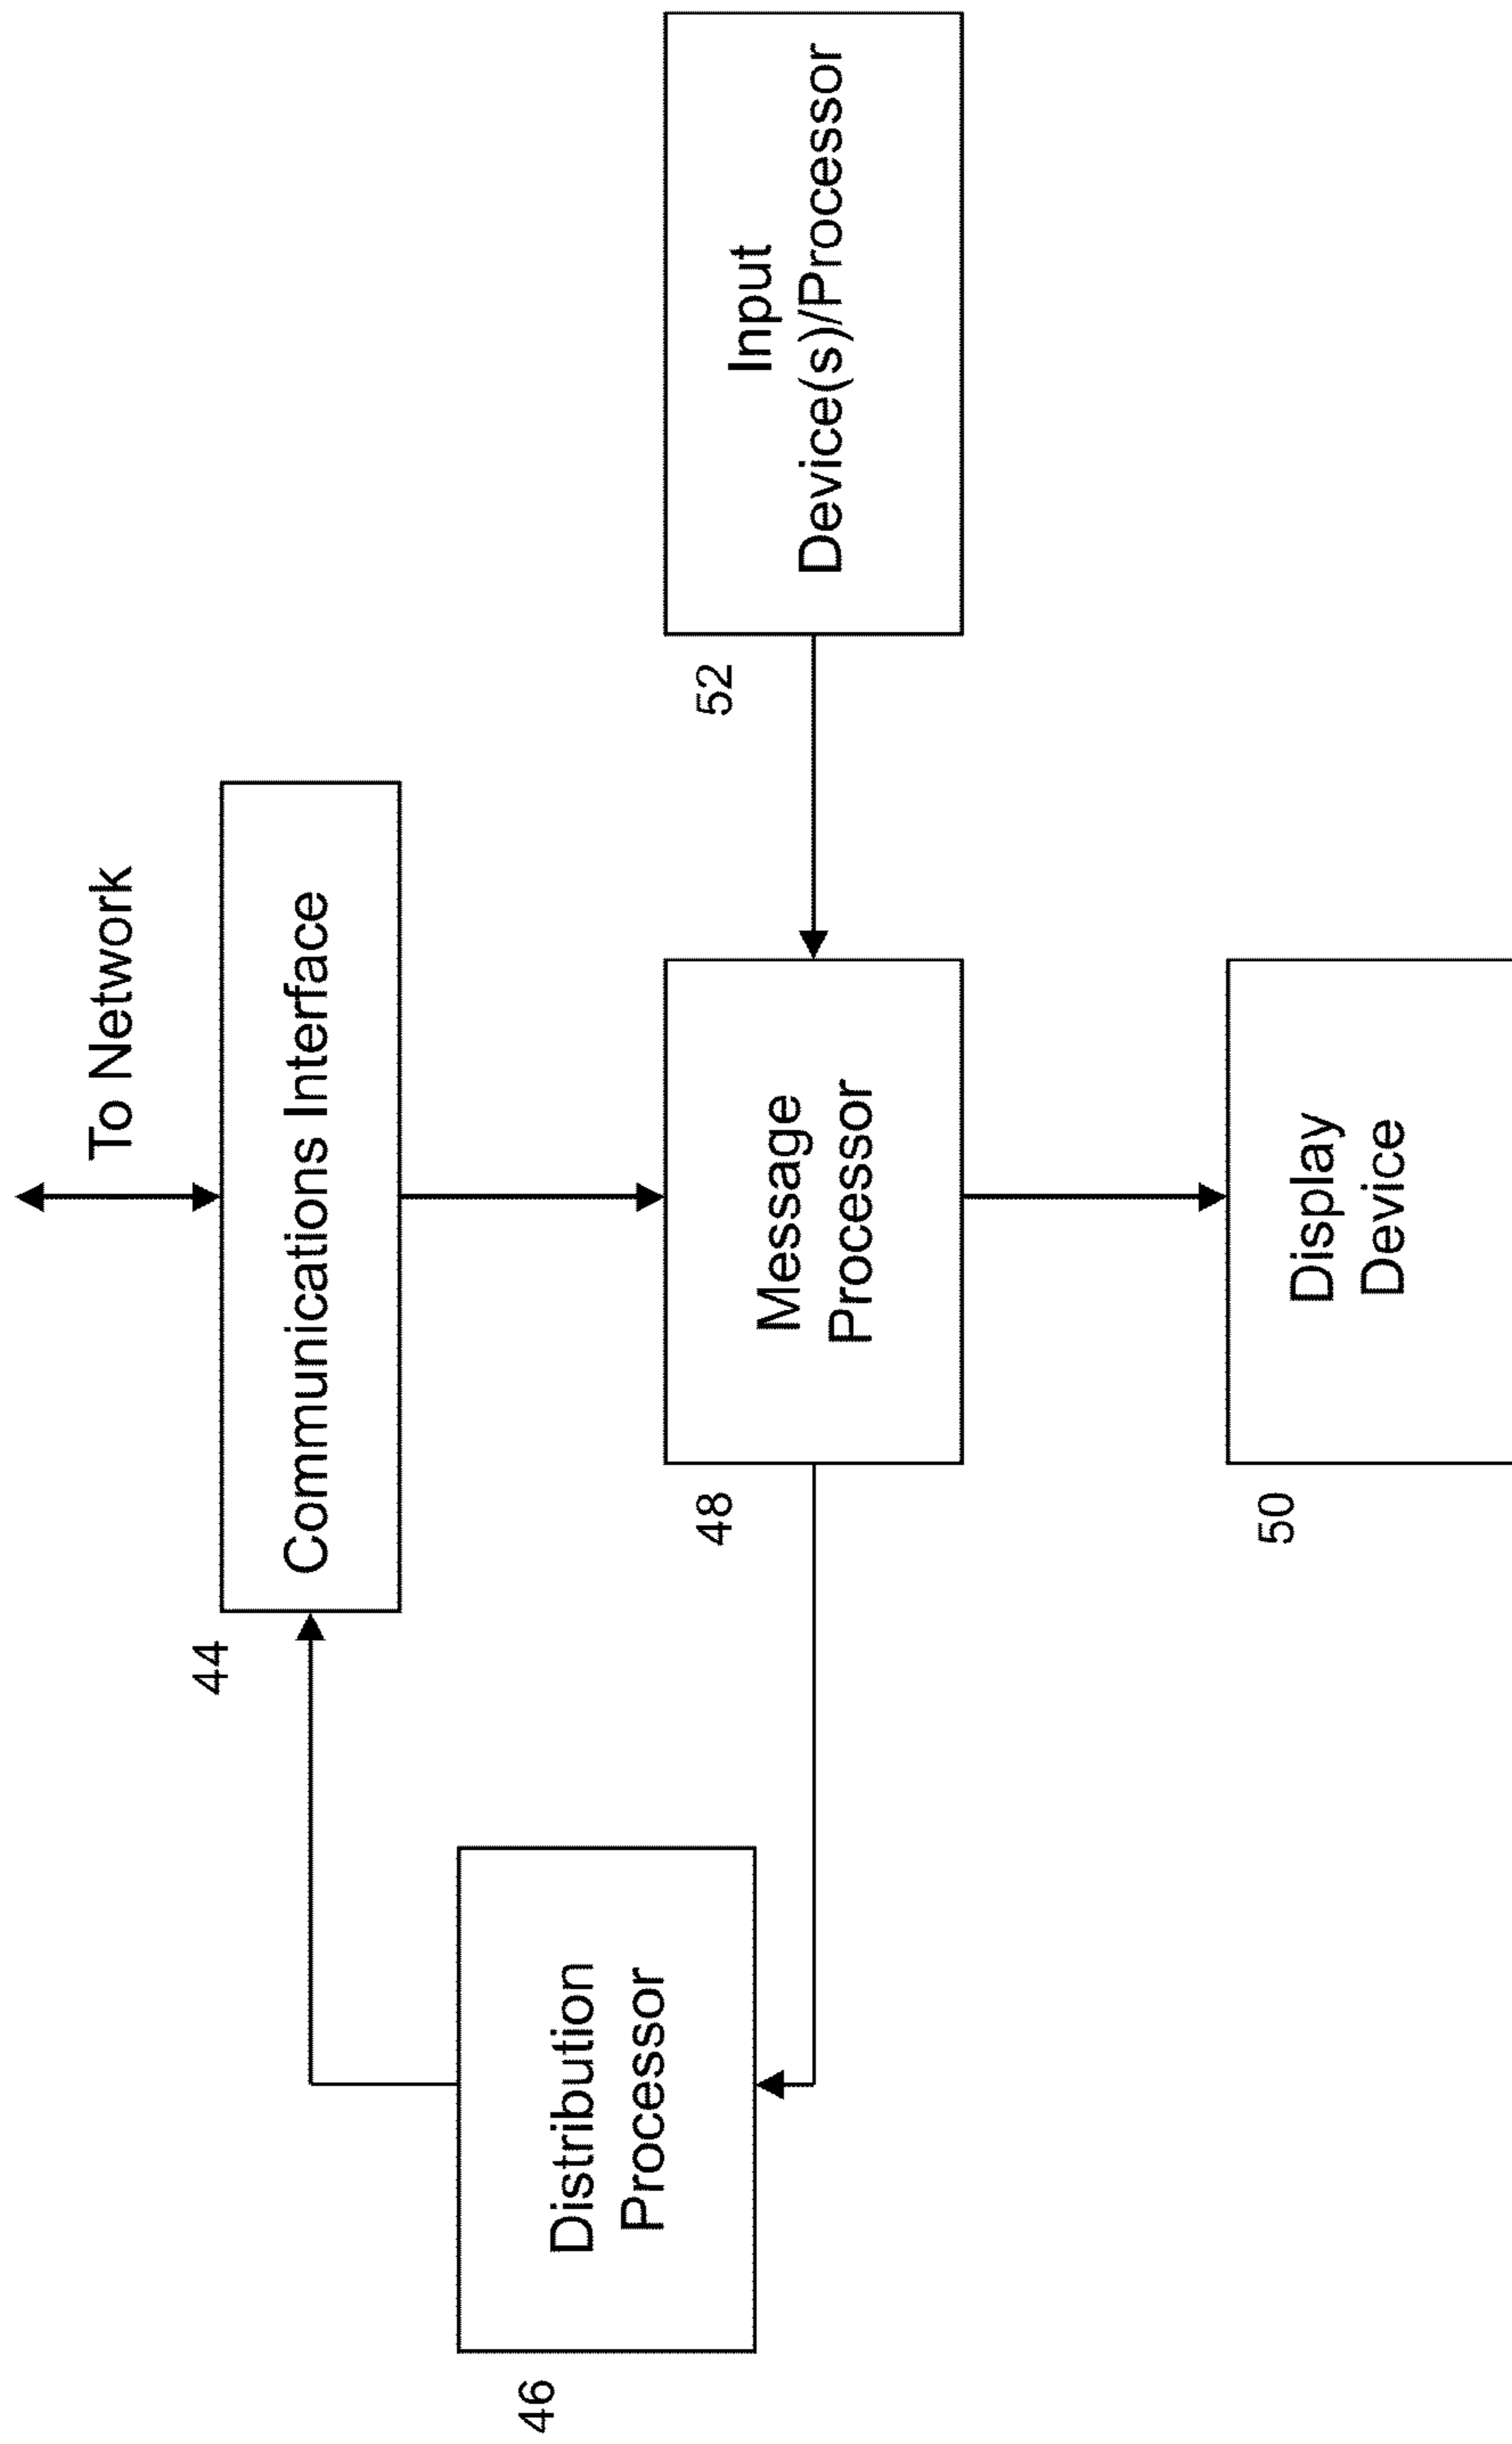 To Network
44
Communications Interface
46
Distribution
Processor
48
Message
Processor
52
Input
Device(s)/Processor
50
Display
Device